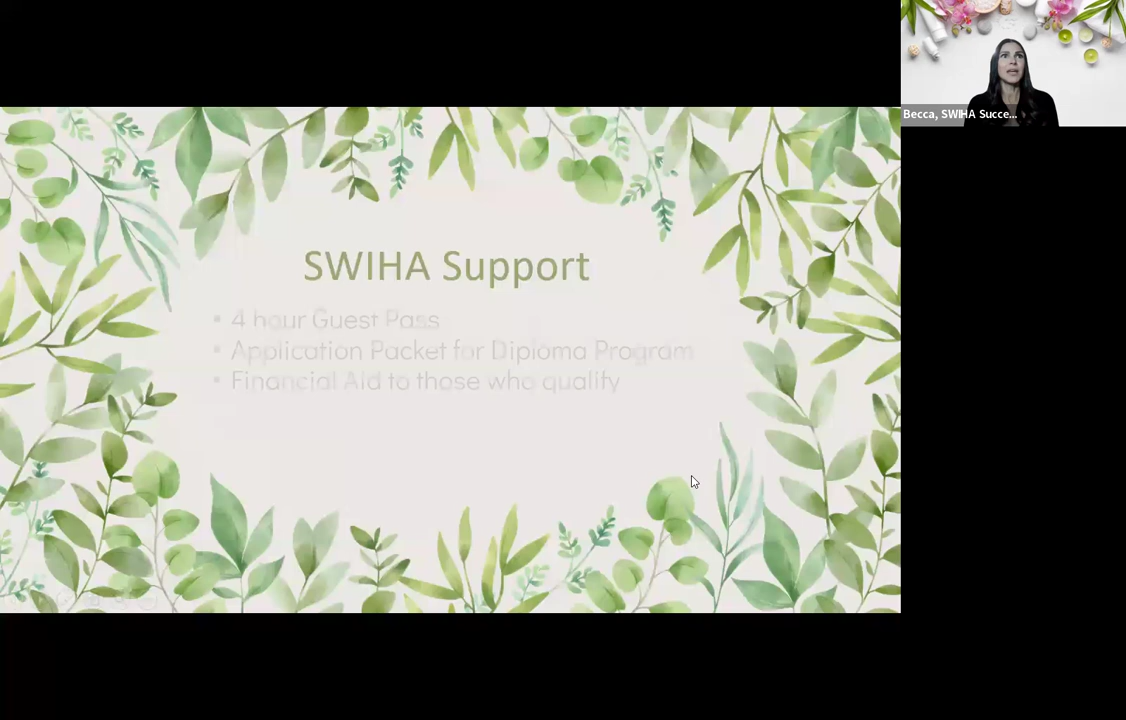 Becca, SWIHA Succe...
SWIHA Support
• 4 hour Guest Pass
• Application Packet for Diploma Program
• Financial Aid to those who qualify